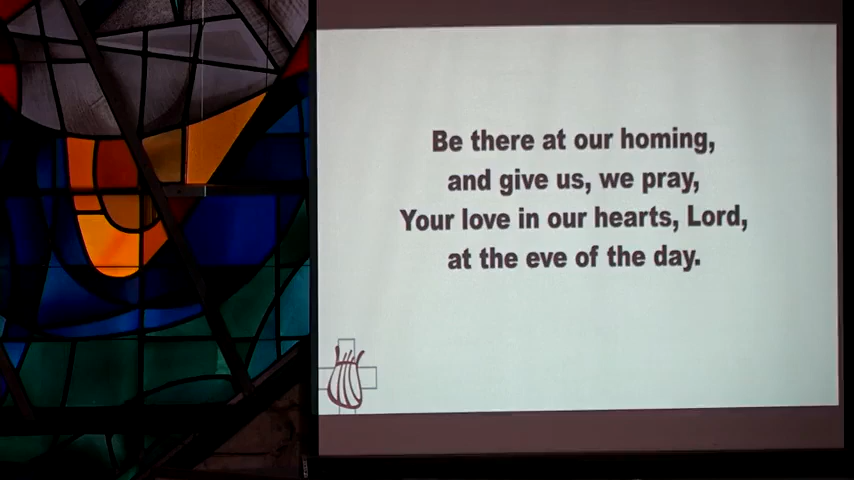 Be there at our homing,
and give us, we pray,
Your love in our hearts, Lord,
at the eve of the day.